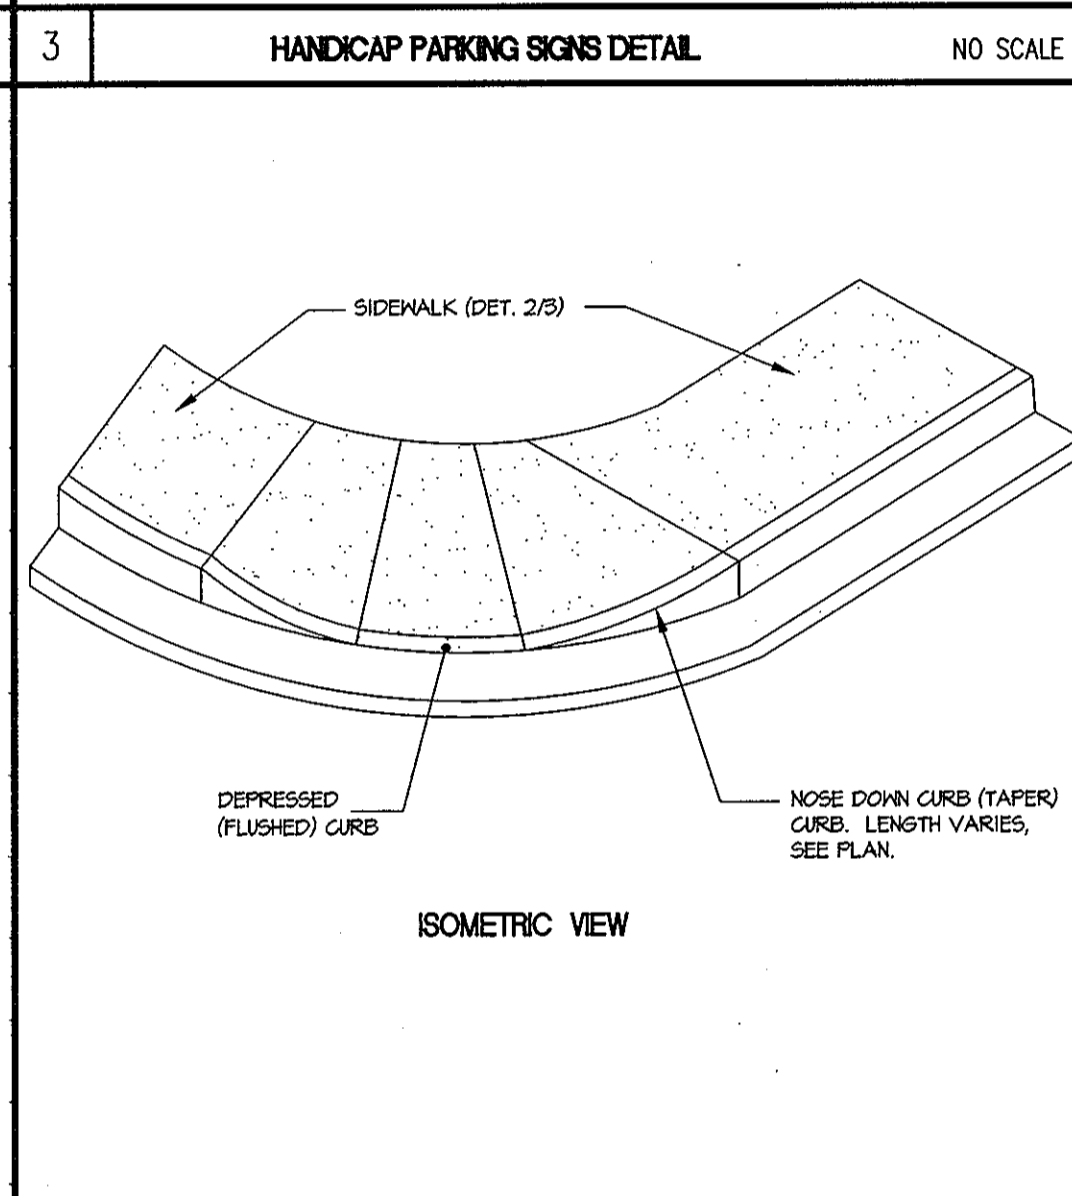 3 HANDICAP PARKING SIGNS DETAIL NO SCALE
SIDEWALK (DET. 2/3)
DEPRESSED
(FLUSHED) CURB
NOSE DOWN CURB (TAPER)
CURB. LENGTH VARIES,
SEE PLAN.
ISOMETRIC VIEW